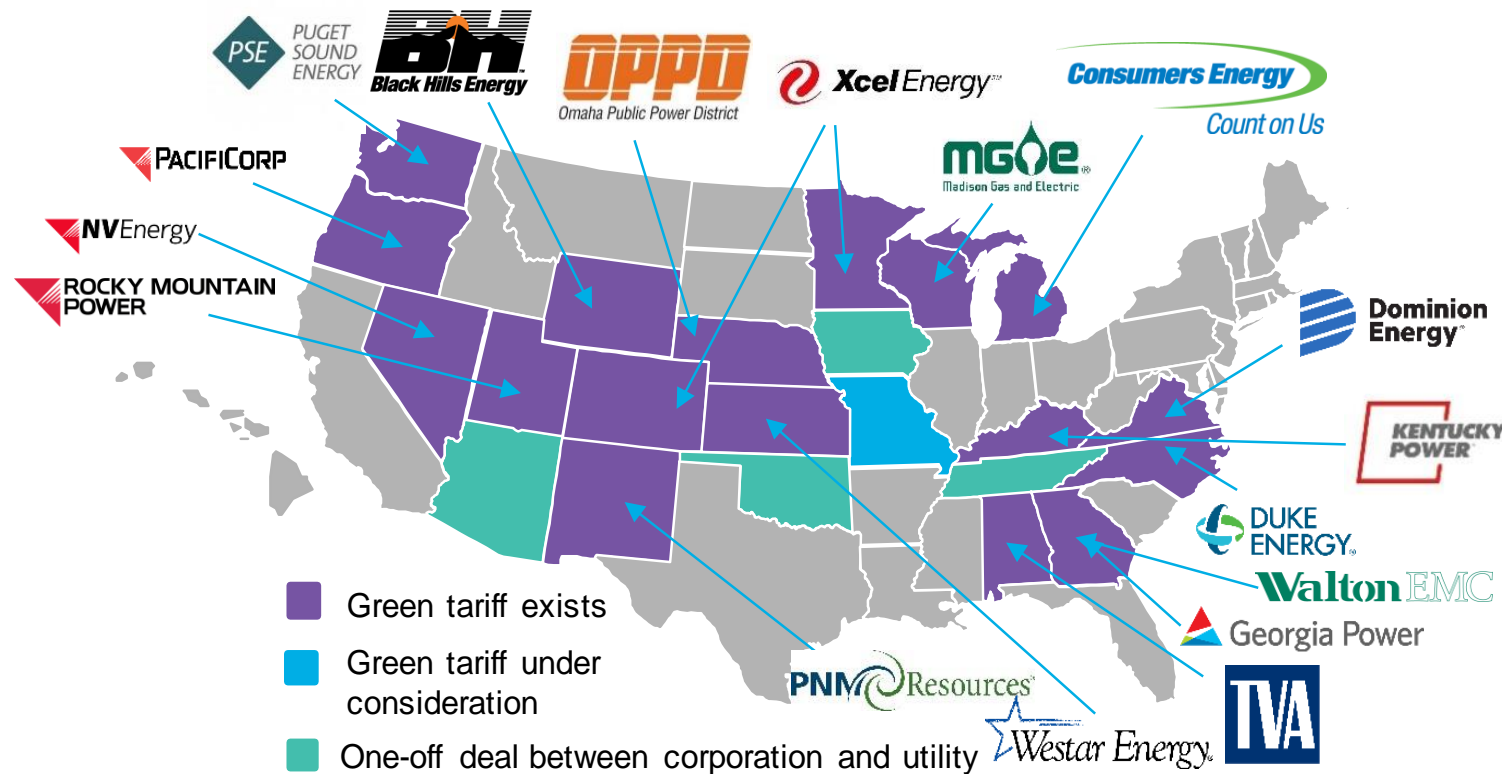 PSE
PUGET
SOUND
ENERGY
BH
Black Hills Energy
OPPD
Omaha Public Power District
Xcel Energy℠
Consumers Energy
Count on Us
PACIFICORP
mGe®
Madison Gas and Electric
NVEnergy
ROCKY MOUNTAIN
POWER
Dominion
Energy®
KENTUCKY
POWER
DUKE
ENERGY®
Walton EMC
Georgia Power
Green tariff exists
Green tariff under
consideration
PNM Resources
TVA
Westar Energy
One-off deal between corporation and utility